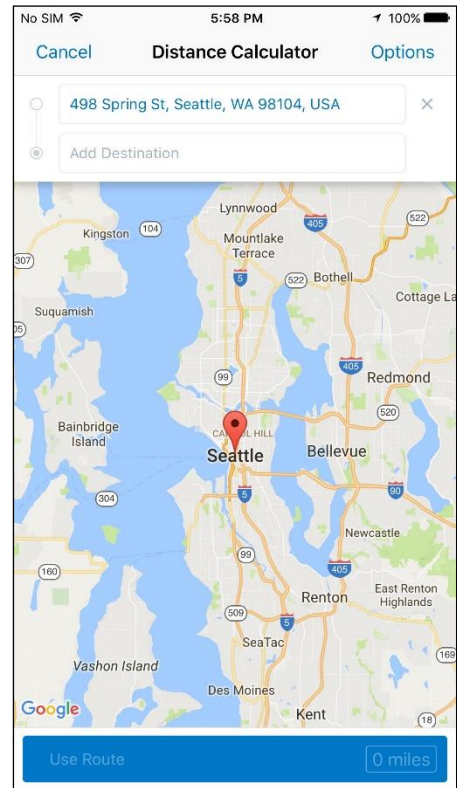 No SIM 5:58 PM 100%
Cancel Distance Calculator Options
498 Spring St, Seattle, WA 98104, USA
Add Destination
Lynnwood
405
522
Kingston 104
Mountlake
Terrace
307
5
522 Bothell
Cottage La
Suquamish
05
99
405
Redmond
520
Bainbridge
Island
CAPITOL HILL
Seattle
Bellevue
304
5
90
Newcastle
99
405
160
Renton
East Renton
Highlands
509
5
SeaTac
169
Vashon Island
Des Moines
Google
Kent
18
Use Route 0 miles